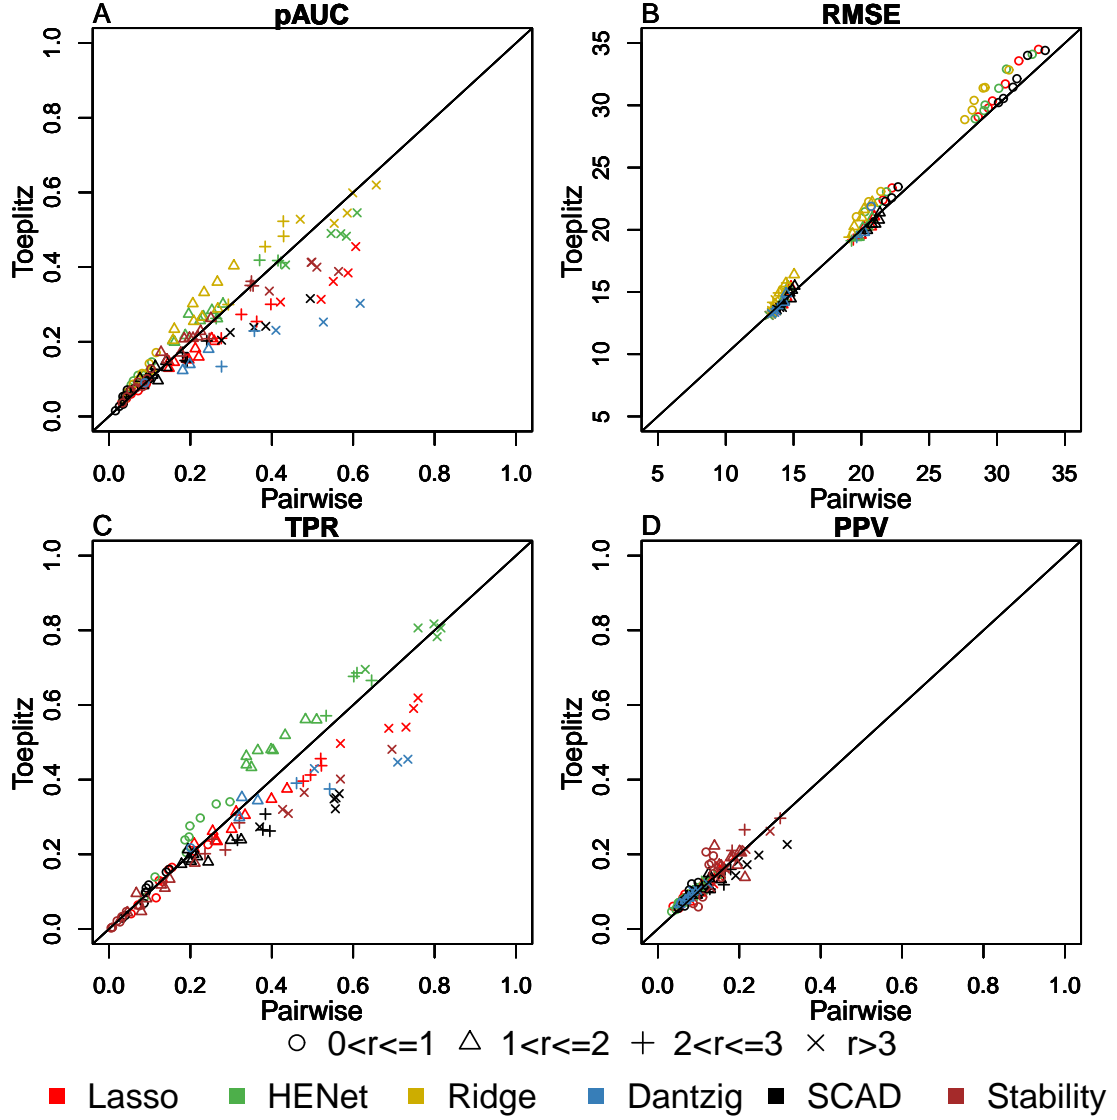 A pAUC
1.0
0.8
0.6
0.4
0.2
0.0
Toeplitz
0.0 0.2 0.4 0.6 0.8 1.0
Pairwise
B RMSE
35
30
25
20
15
10
5
Toeplitz
5 10 15 20 25 30 35
Pairwise
C TPR
1.0
0.8
0.6
0.4
0.2
0.0
Toeplitz
0.0 0.2 0.4 0.6 0.8 1.0
Pairwise
D PPV
1.0
0.8
0.6
0.4
0.2
0.0
Toeplitz
0.0 0.2 0.4 0.6 0.8 1.0
Pairwise
0<r<=1 1<r<=2 2<r<=3 r>3
Lasso HENet Ridge Dantzig SCAD Stability